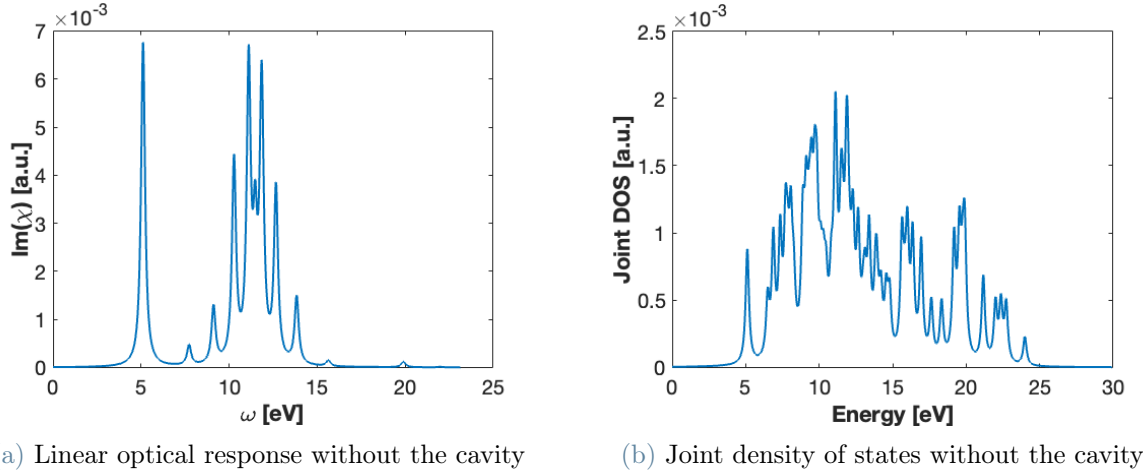 ×10⁻³
7
6
5
4
3
2
1
0
Im(χ) [a.u.]
0 5 10 15 20 25
ω [eV]
a) Linear optical response without the cavity
×10⁻³
2.5
2
1.5
1
0.5
0
Joint DOS [a.u.]
0 5 10 15 20 25 30
Energy [eV]
(b) Joint density of states without the cavity